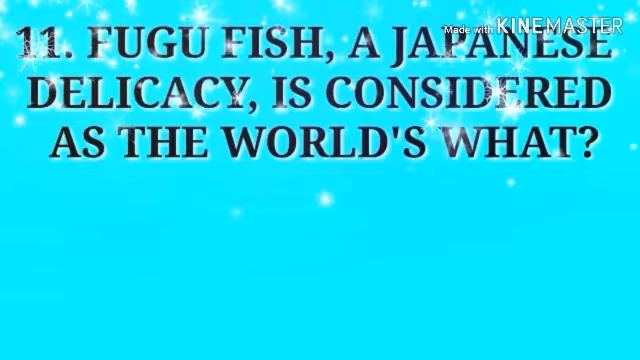 Made with KINEMASTER
11. FUGU FISH, A JAPANESE
DELICACY, IS CONSIDERED
AS THE WORLD'S WHAT?